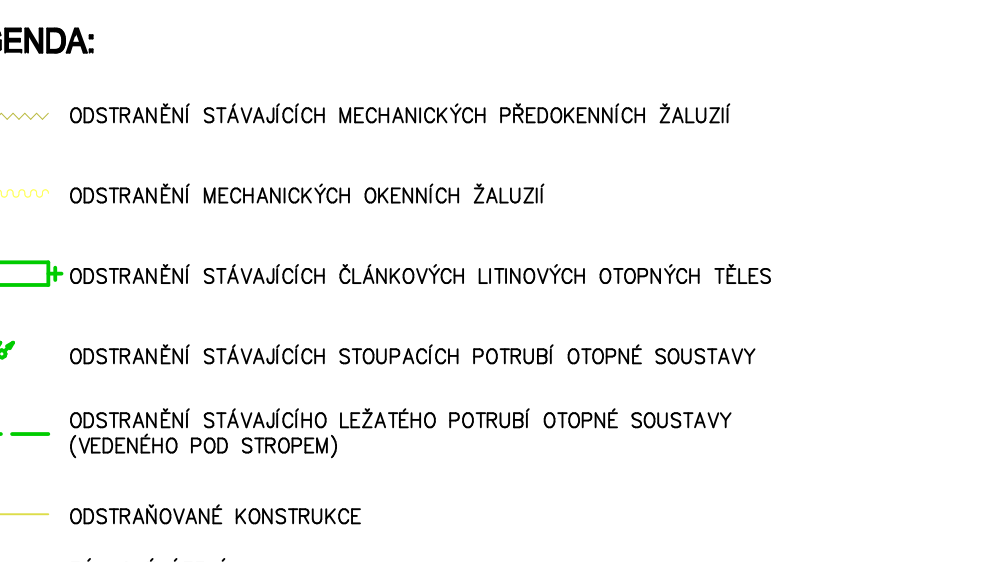 GENDA:
ODSTRANĚNÍ STÁVAJÍCÍCH MECHANICKÝCH PŘEDOKENNÍCH ŽALUZIÍ
ODSTRANĚNÍ MECHANICKÝCH OKENNÍCH ŽALUZIÍ
ODSTRANĚNÍ STÁVAJÍCÍCH ČLÁNKOVÝCH LITINOVÝCH OTOPNÝCH TĚLES
ODSTRANĚNÍ STÁVAJÍCÍCH STOUPACÍCH POTRUBÍ OTOPNÉ SOUSTAVY
ODSTRANĚNÍ STÁVAJÍCÍHO LEŽATÉHO POTRUBÍ OTOPNÉ SOUSTAVY
(VEDENÉHO POD STROPEM)
ODSTRAŇOVANÉ KONSTRUKCE